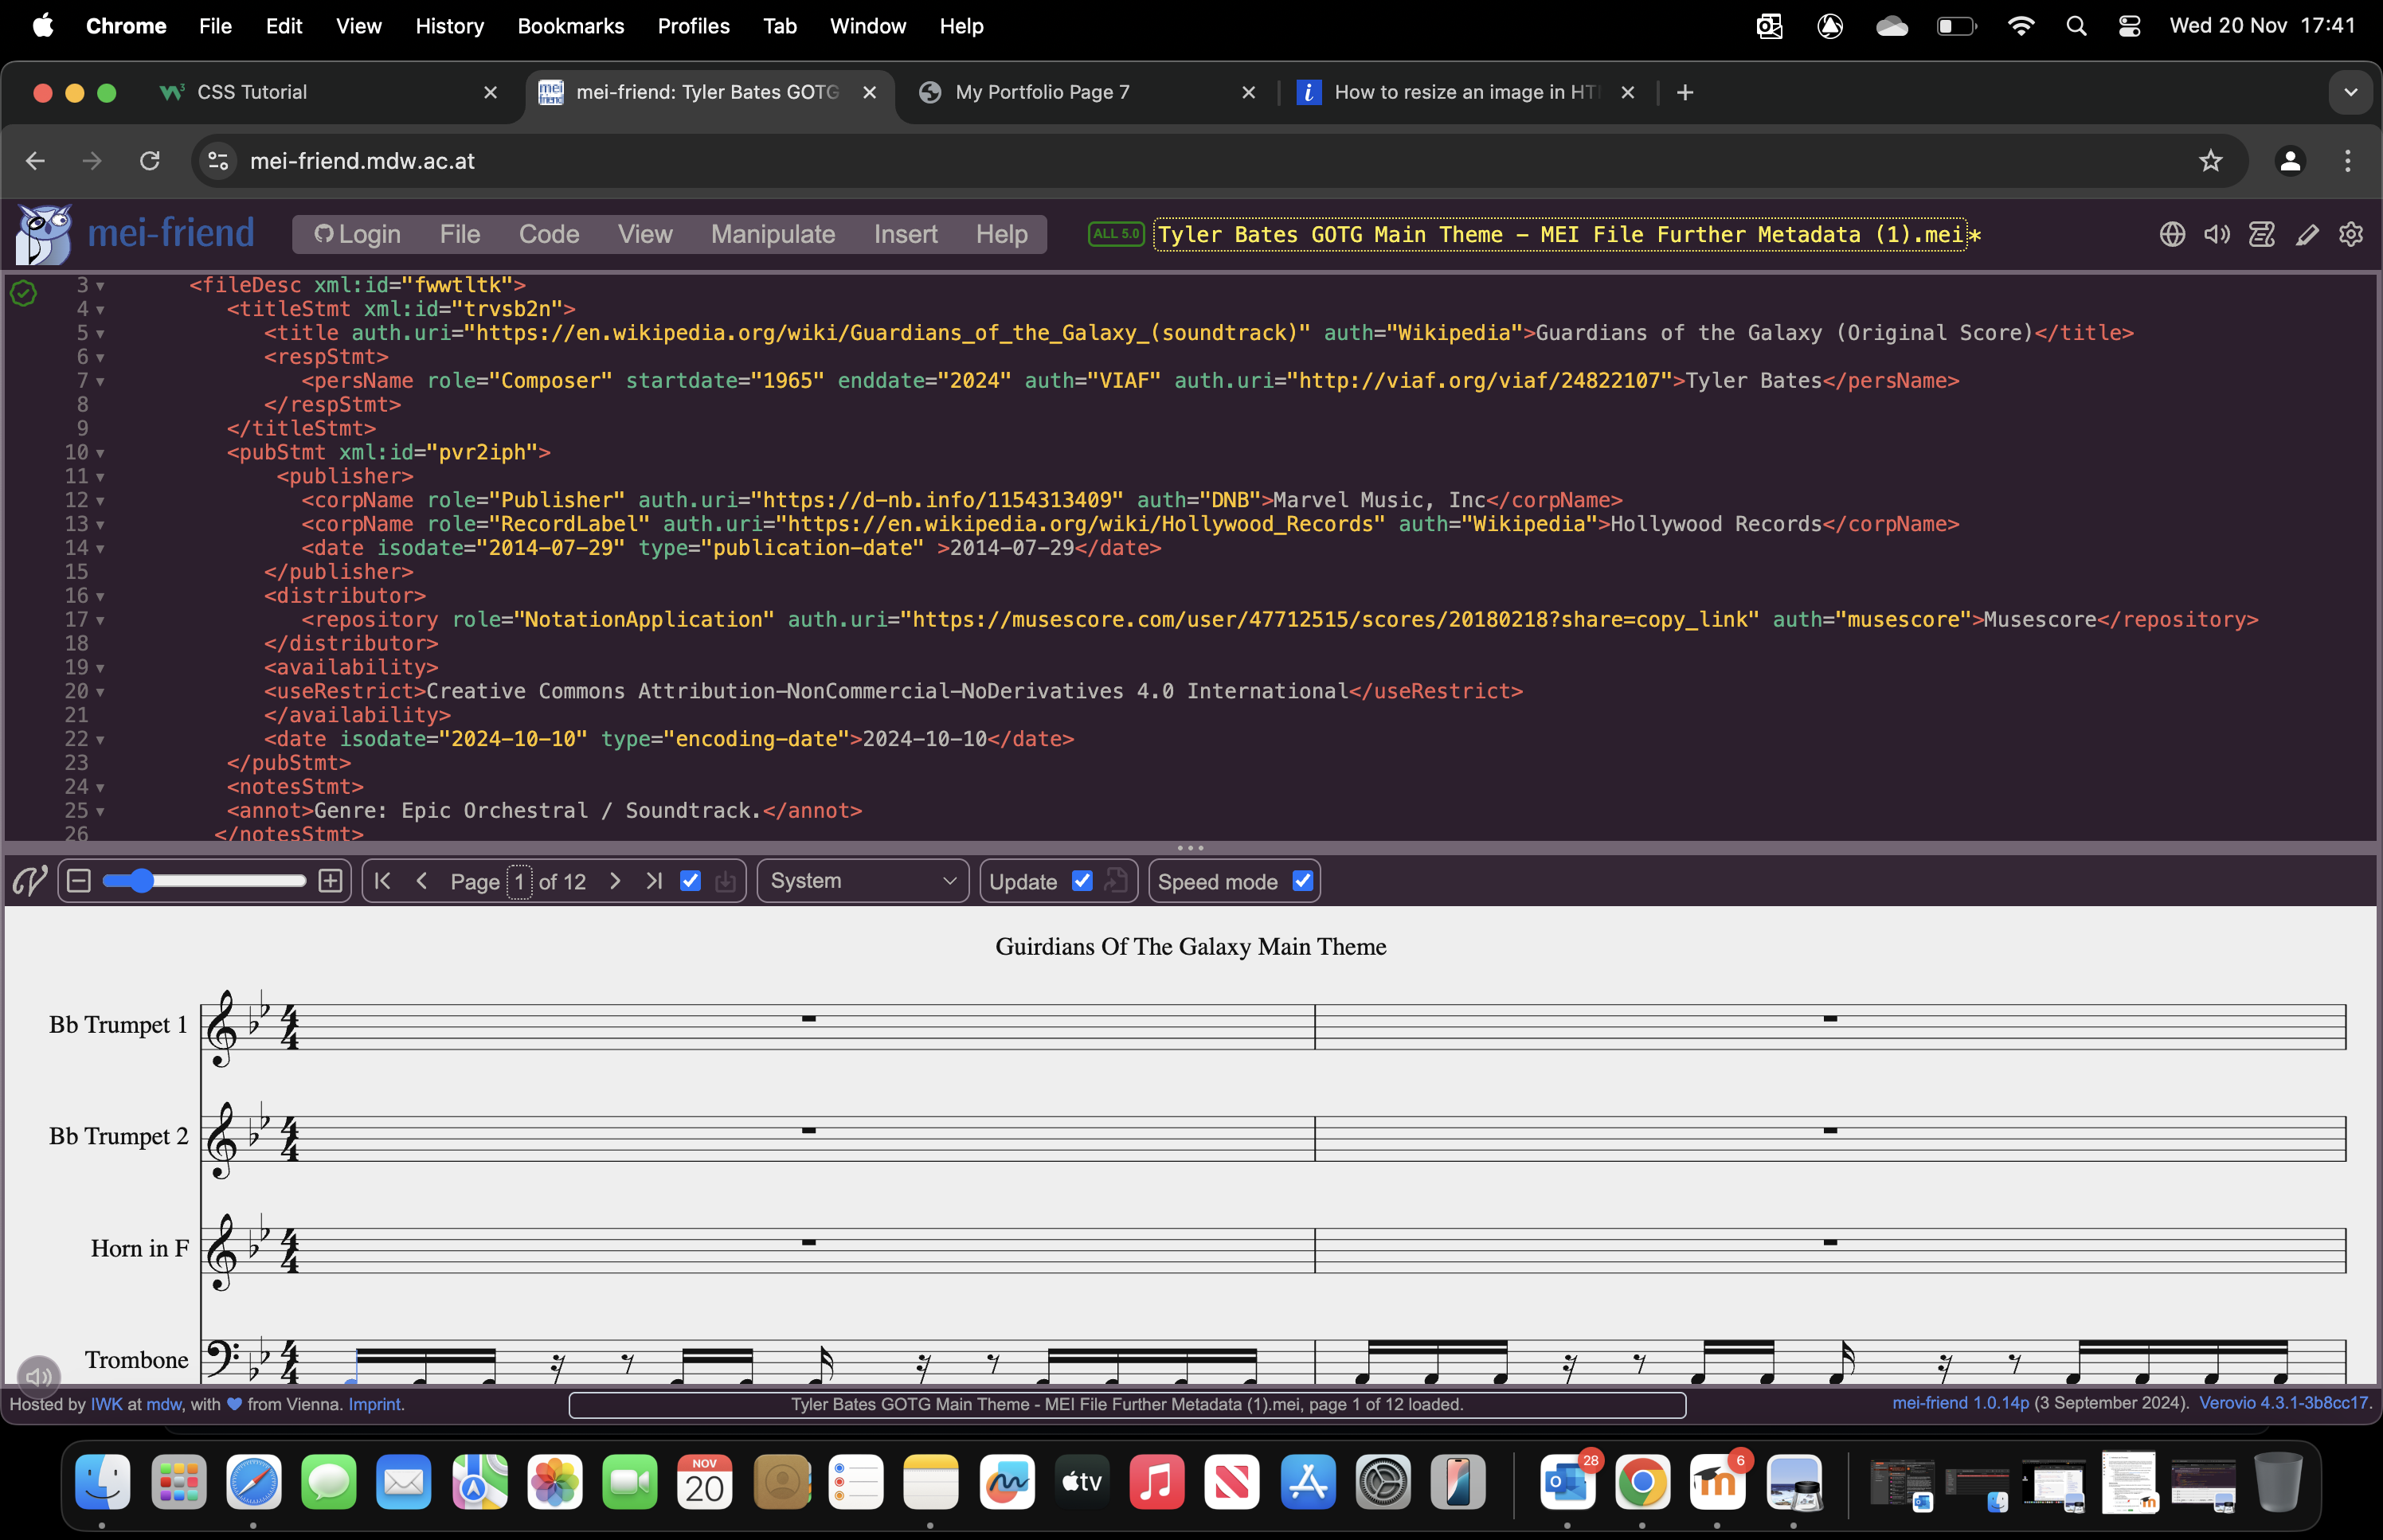 Chrome File Edit View History Bookmarks Profiles Tab Window Help Wed 20 Nov 17:41
CSS Tutorial mei-friend: Tyler Bates GOTG My Portfolio Page 7 How to resize an image in HT
mei-friend.mdw.ac.at
mei-friend Login File Code View Manipulate Insert Help ALL 5.0 Tyler Bates GOTG Main Theme - MEI File Further Metadata (1).mei*
3 <fileDesc xml:id="fwwtltk">
4 <titleStmt xml:id="trvsb2n">
5 <title auth.uri="https://en.wikipedia.org/wiki/Guardians_of_the_Galaxy_(soundtrack)" auth="Wikipedia">Guardians of the Galaxy (Original Score)</title>
6 <respStmt>
7 <persName role="Composer" startdate="1965" enddate="2024" auth="VIAF" auth.uri="http://viaf.org/viaf/24822107">Tyler Bates</persName>
8 </respStmt>
9 </titleStmt>
10 <pubStmt xml:id="pvr2iph">
11 <publisher>
12 <corpName role="Publisher" auth.uri="https://d-nb.info/1154313409" auth="DNB">Marvel Music, Inc</corpName>
13 <corpName role="RecordLabel" auth.uri="https://en.wikipedia.org/wiki/Hollywood_Records" auth="Wikipedia">Hollywood Records</corpName>
14 <date isodate="2014-07-29" type="publication-date" >2014-07-29</date>
15 </publisher>
16 <distributor>
17 <repository role="NotationApplication" auth.uri="https://musescore.com/user/47712515/scores/20180218?share=copy_link" auth="musescore">Musescore</repository>
18 </distributor>
19 <availability>
20 <useRestrict>Creative Commons Attribution-NonCommercial-NoDerivatives 4.0 International</useRestrict>
21 </availability>
22 <date isodate="2024-10-10" type="encoding-date">2024-10-10</date>
23 </pubStmt>
24 <notesStmt>
25 <annot>Genre: Epic Orchestral / Soundtrack.</annot>
26 </notesStmt>
Page 1 of 12 System Update Speed mode
Guirdians Of The Galaxy Main Theme
Bb Trumpet 1
Bb Trumpet 2
Horn in F
Trombone
Hosted by IWK at mdw, with from Vienna. Imprint. Tyler Bates GOTG Main Theme - MEI File Further Metadata (1).mei, page 1 of 12 loaded. mei-friend 1.0.14p (3 September 2024). Verovio 4.3.1-3b8cc17.
NOV 20 tv 28 6